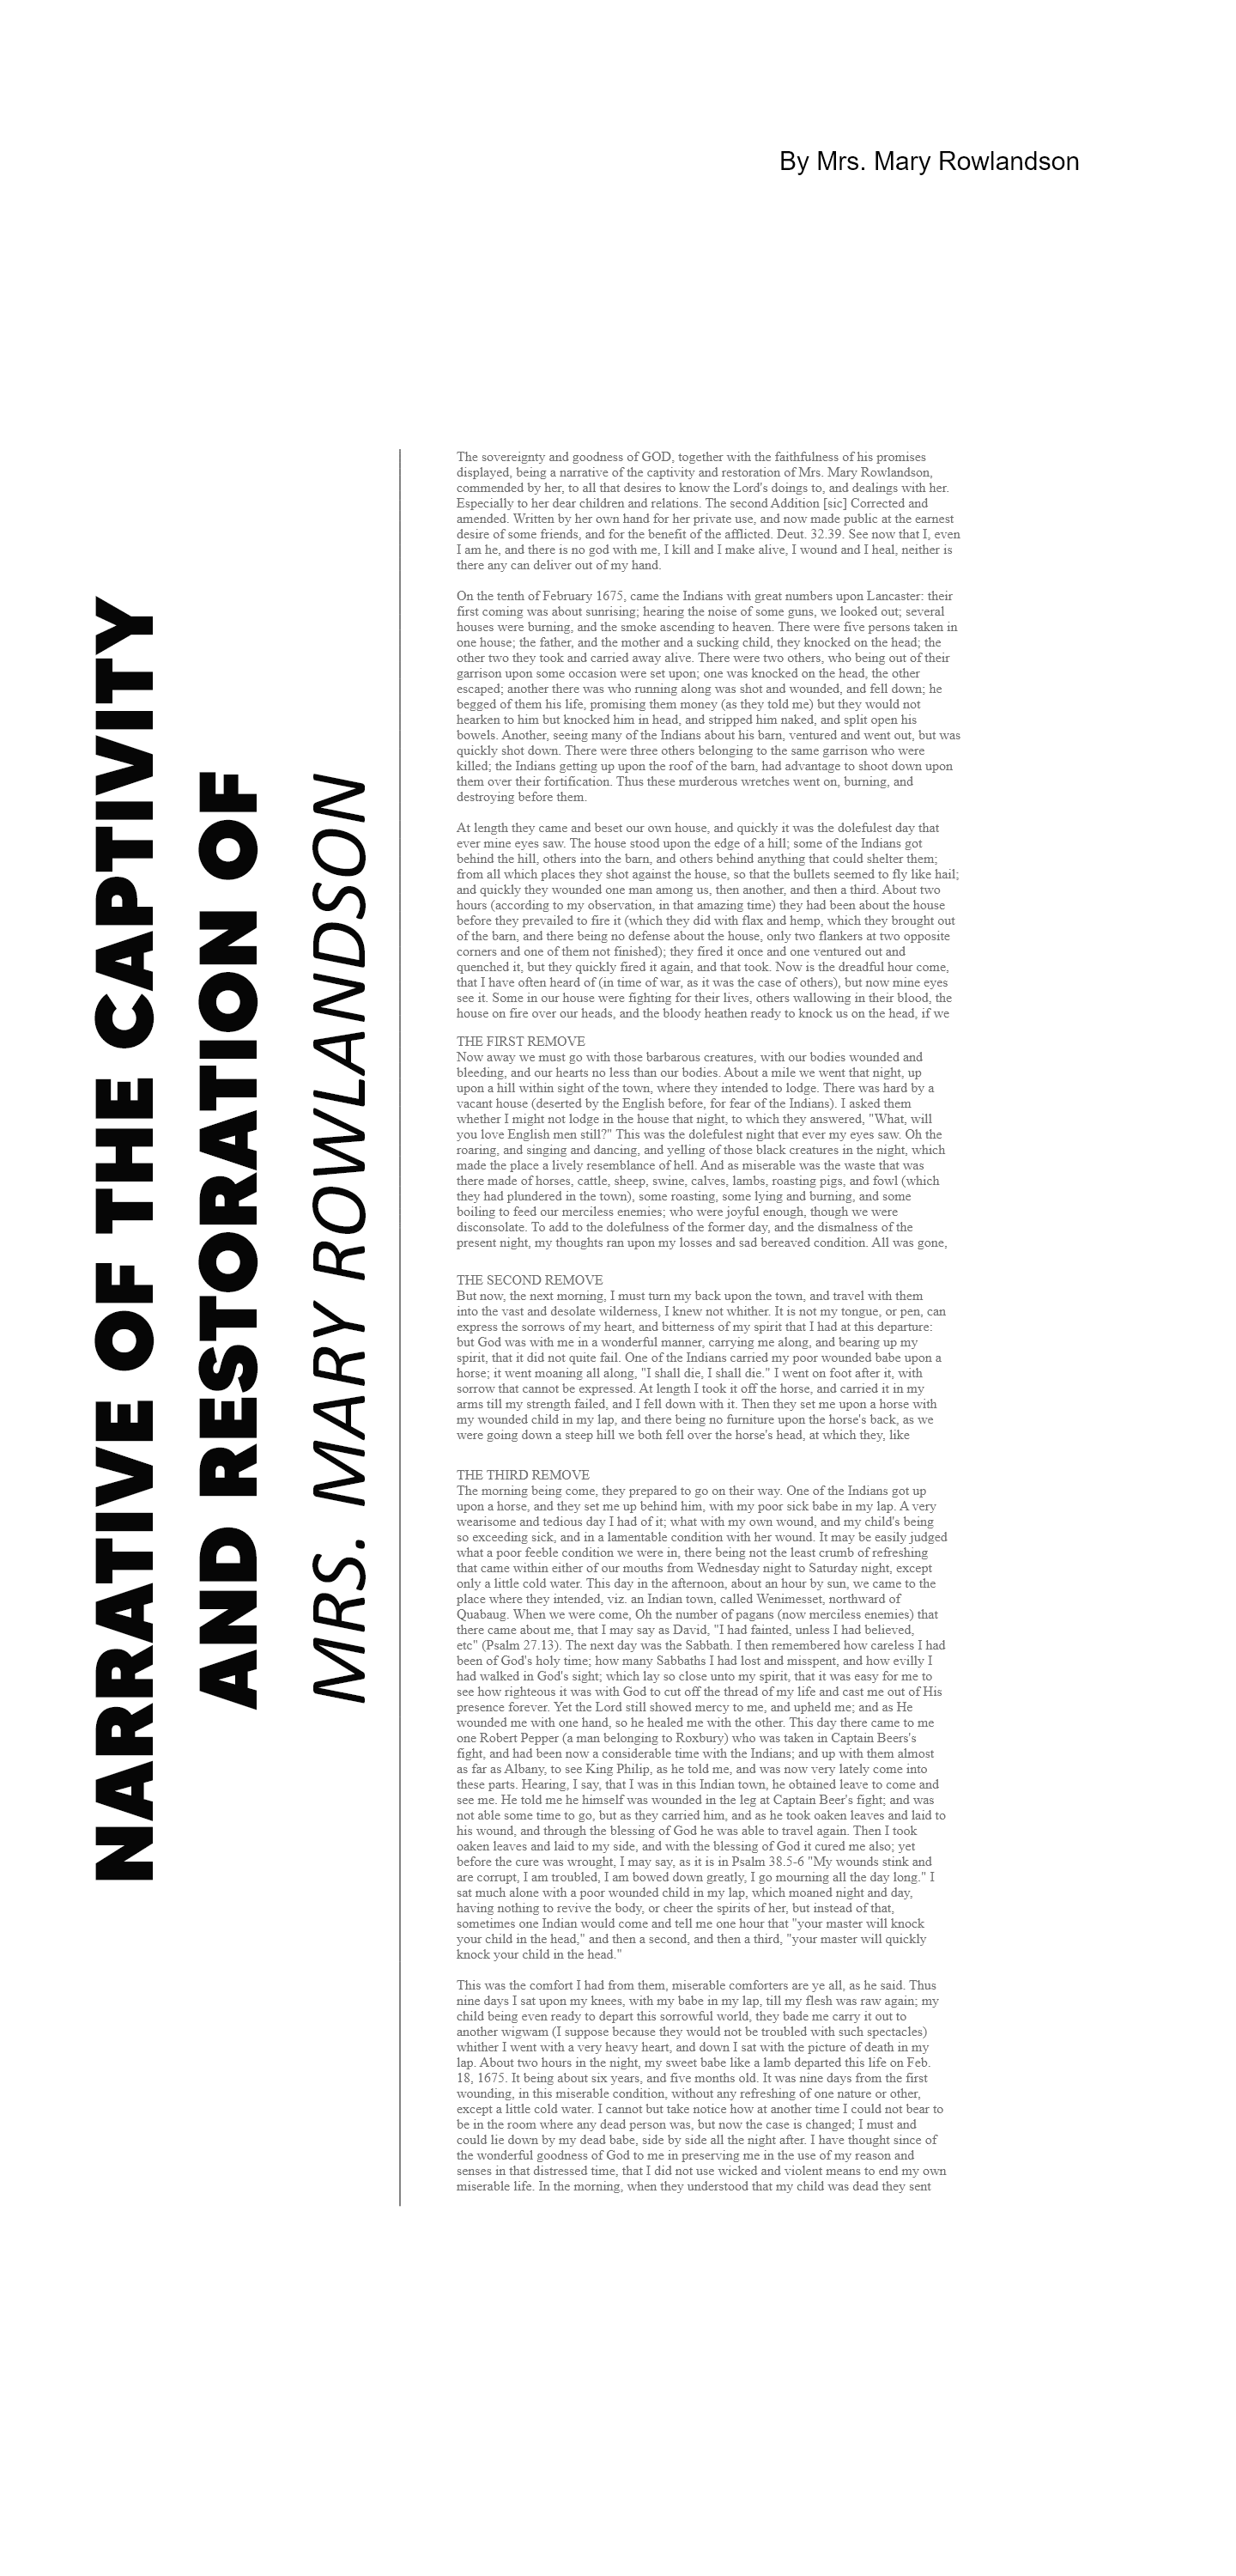 By Mrs. Mary Rowlandson
NARRATIVE OF THE CAPTIVITY
AND RESTORATION OF
MRS. MARY ROWLANDSON
The sovereignty and goodness of GOD, together with the faithfulness of his promises
displayed, being a narrative of the captivity and restoration of Mrs. Mary Rowlandson,
commended by her, to all that desires to know the Lord's doings to, and dealings with her.
Especially to her dear children and relations. The second Addition [sic] Corrected and
amended. Written by her own hand for her private use, and now made public at the earnest
desire of some friends, and for the benefit of the afflicted. Deut. 32.39. See now that I, even
I am he, and there is no god with me, I kill and I make alive, I wound and I heal, neither is
there any can deliver out of my hand.
On the tenth of February 1675, came the Indians with great numbers upon Lancaster: their
first coming was about sunrising; hearing the noise of some guns, we looked out; several
houses were burning, and the smoke ascending to heaven. There were five persons taken in
one house; the father, and the mother and a sucking child, they knocked on the head; the
other two they took and carried away alive. There were two others, who being out of their
garrison upon some occasion were set upon; one was knocked on the head, the other
escaped; another there was who running along was shot and wounded, and fell down; he
begged of them his life, promising them money (as they told me) but they would not
hearken to him but knocked him in head, and stripped him naked, and split open his
bowels. Another, seeing many of the Indians about his barn, ventured and went out, but was
quickly shot down. There were three others belonging to the same garrison who were
killed; the Indians getting up upon the roof of the barn, had advantage to shoot down upon
them over their fortification. Thus these murderous wretches went on, burning, and
destroying before them.
At length they came and beset our own house, and quickly it was the dolefulest day that
ever mine eyes saw. The house stood upon the edge of a hill; some of the Indians got
behind the hill, others into the barn, and others behind anything that could shelter them;
from all which places they shot against the house, so that the bullets seemed to fly like hail;
and quickly they wounded one man among us, then another, and then a third. About two
hours (according to my observation, in that amazing time) they had been about the house
before they prevailed to fire it (which they did with flax and hemp, which they brought out
of the barn, and there being no defense about the house, only two flankers at two opposite
corners and one of them not finished); they fired it once and one ventured out and
quenched it, but they quickly fired it again, and that took. Now is the dreadful hour come,
that I have often heard of (in time of war, as it was the case of others), but now mine eyes
see it. Some in our house were fighting for their lives, others wallowing in their blood, the
house on fire over our heads, and the bloody heathen ready to knock us on the head, if we
THE FIRST REMOVE
Now away we must go with those barbarous creatures, with our bodies wounded and
bleeding, and our hearts no less than our bodies. About a mile we went that night, up
upon a hill within sight of the town, where they intended to lodge. There was hard by a
vacant house (deserted by the English before, for fear of the Indians). I asked them
whether I might not lodge in the house that night, to which they answered, "What, will
you love English men still?" This was the dolefulest night that ever my eyes saw. Oh the
roaring, and singing and dancing, and yelling of those black creatures in the night, which
made the place a lively resemblance of hell. And as miserable was the waste that was
there made of horses, cattle, sheep, swine, calves, lambs, roasting pigs, and fowl (which
they had plundered in the town), some roasting, some lying and burning, and some
boiling to feed our merciless enemies; who were joyful enough, though we were
disconsolate. To add to the dolefulness of the former day, and the dismalness of the
present night, my thoughts ran upon my losses and sad bereaved condition. All was gone,
THE SECOND REMOVE
But now, the next morning, I must turn my back upon the town, and travel with them
into the vast and desolate wilderness, I knew not whither. It is not my tongue, or pen, can
express the sorrows of my heart, and bitterness of my spirit that I had at this departure:
but God was with me in a wonderful manner, carrying me along, and bearing up my
spirit, that it did not quite fail. One of the Indians carried my poor wounded babe upon a
horse; it went moaning all along, "I shall die, I shall die." I went on foot after it, with
sorrow that cannot be expressed. At length I took it off the horse, and carried it in my
arms till my strength failed, and I fell down with it. Then they set me upon a horse with
my wounded child in my lap, and there being no furniture upon the horse's back, as we
were going down a steep hill we both fell over the horse's head, at which they, like
THE THIRD REMOVE
The morning being come, they prepared to go on their way. One of the Indians got up
upon a horse, and they set me up behind him, with my poor sick babe in my lap. A very
wearisome and tedious day I had of it; what with my own wound, and my child's being
so exceeding sick, and in a lamentable condition with her wound. It may be easily judged
what a poor feeble condition we were in, there being not the least crumb of refreshing
that came within either of our mouths from Wednesday night to Saturday night, except
only a little cold water. This day in the afternoon, about an hour by sun, we came to the
place where they intended, viz. an Indian town, called Wenimesset, northward of
Quabaug. When we were come, Oh the number of pagans (now merciless enemies) that
there came about me, that I may say as David, "I had fainted, unless I had believed,
etc" (Psalm 27.13). The next day was the Sabbath. I then remembered how careless I had
been of God's holy time; how many Sabbaths I had lost and misspent, and how evilly I
had walked in God's sight; which lay so close unto my spirit, that it was easy for me to
see how righteous it was with God to cut off the thread of my life and cast me out of His
presence forever. Yet the Lord still showed mercy to me, and upheld me; and as He
wounded me with one hand, so he healed me with the other. This day there came to me
one Robert Pepper (a man belonging to Roxbury) who was taken in Captain Beers's
fight, and had been now a considerable time with the Indians; and up with them almost
as far as Albany, to see King Philip, as he told me, and was now very lately come into
these parts. Hearing, I say, that I was in this Indian town, he obtained leave to come and
see me. He told me he himself was wounded in the leg at Captain Beer's fight; and was
not able some time to go, but as they carried him, and as he took oaken leaves and laid to
his wound, and through the blessing of God he was able to travel again. Then I took
oaken leaves and laid to my side, and with the blessing of God it cured me also; yet
before the cure was wrought, I may say, as it is in Psalm 38.5-6 "My wounds stink and
are corrupt, I am troubled, I am bowed down greatly, I go mourning all the day long." I
sat much alone with a poor wounded child in my lap, which moaned night and day,
having nothing to revive the body, or cheer the spirits of her, but instead of that,
sometimes one Indian would come and tell me one hour that "your master will knock
your child in the head," and then a second, and then a third, "your master will quickly
knock your child in the head."
This was the comfort I had from them, miserable comforters are ye all, as he said. Thus
nine days I sat upon my knees, with my babe in my lap, till my flesh was raw again; my
child being even ready to depart this sorrowful world, they bade me carry it out to
another wigwam (I suppose because they would not be troubled with such spectacles)
whither I went with a very heavy heart, and down I sat with the picture of death in my
lap. About two hours in the night, my sweet babe like a lamb departed this life on Feb.
18, 1675. It being about six years, and five months old. It was nine days from the first
wounding, in this miserable condition, without any refreshing of one nature or other,
except a little cold water. I cannot but take notice how at another time I could not bear to
be in the room where any dead person was, but now the case is changed; I must and
could lie down by my dead babe, side by side all the night after. I have thought since of
the wonderful goodness of God to me in preserving me in the use of my reason and
senses in that distressed time, that I did not use wicked and violent means to end my own
miserable life. In the morning, when they understood that my child was dead they sent